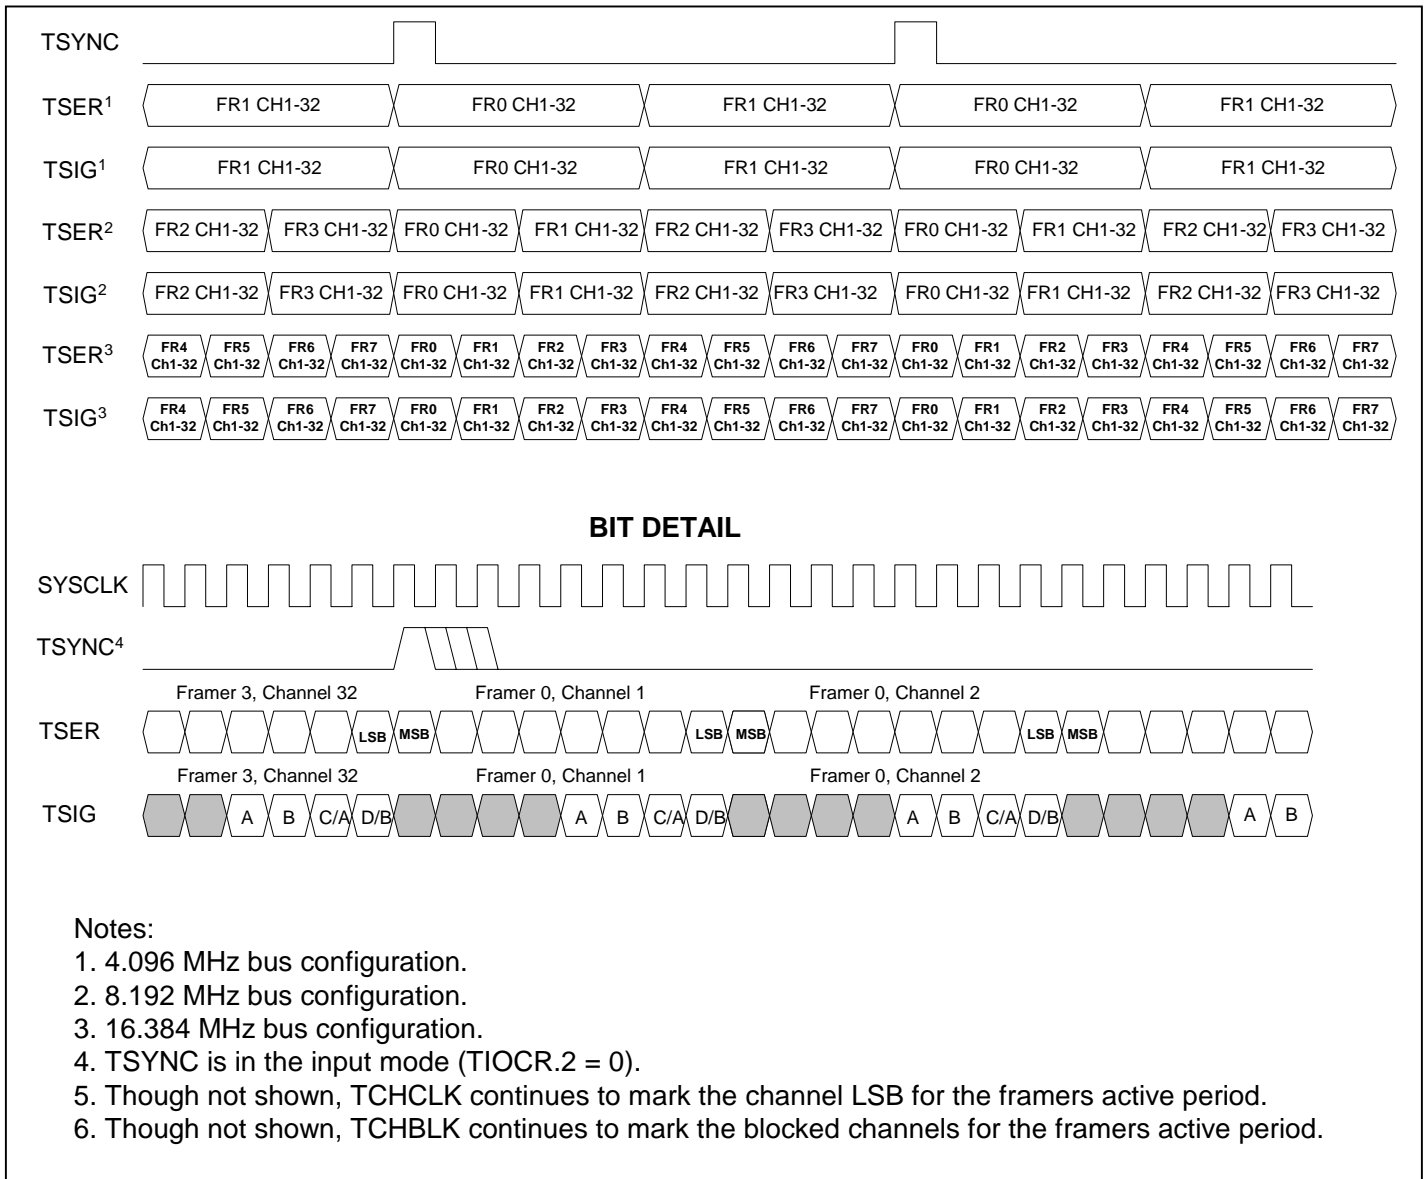 TSYNC
TSER¹ FR1 CH1-32 FR0 CH1-32 FR1 CH1-32 FR0 CH1-32 FR1 CH1-32
TSIG¹ FR1 CH1-32 FR0 CH1-32 FR1 CH1-32 FR0 CH1-32 FR1 CH1-32
TSER² FR2 CH1-32 FR3 CH1-32 FR0 CH1-32 FR1 CH1-32 FR2 CH1-32 FR3 CH1-32 FR0 CH1-32 FR1 CH1-32 FR2 CH1-32 FR3 CH1-32
TSIG² FR2 CH1-32 FR3 CH1-32 FR0 CH1-32 FR1 CH1-32 FR2 CH1-32 FR3 CH1-32 FR0 CH1-32 FR1 CH1-32 FR2 CH1-32 FR3 CH1-32
TSER³ FR4 FR5 FR6 FR7 FR0 FR1 FR2 FR3 FR4 FR5 FR6 FR7 FR0 FR1 FR2 FR3 FR4 FR5 FR6 FR7
Ch1-32 Ch1-32 Ch1-32 Ch1-32 Ch1-32 Ch1-32 Ch1-32 Ch1-32 Ch1-32 Ch1-32 Ch1-32 Ch1-32 Ch1-32 Ch1-32 Ch1-32 Ch1-32 Ch1-32 Ch1-32 Ch1-32 Ch1-32
TSIG³ FR4 FR5 FR6 FR7 FR0 FR1 FR2 FR3 FR4 FR5 FR6 FR7 FR0 FR1 FR2 FR3 FR4 FR5 FR6 FR7
Ch1-32 Ch1-32 Ch1-32 Ch1-32 Ch1-32 Ch1-32 Ch1-32 Ch1-32 Ch1-32 Ch1-32 Ch1-32 Ch1-32 Ch1-32 Ch1-32 Ch1-32 Ch1-32 Ch1-32 Ch1-32 Ch1-32 Ch1-32
BIT DETAIL
SYSCLK
TSYNC⁴
Framer 3, Channel 32 Framer 0, Channel 1 Framer 0, Channel 2
TSER LSB MSB LSB MSB LSB MSB
Framer 3, Channel 32 Framer 0, Channel 1 Framer 0, Channel 2
TSIG A B C/A D/B A B C/A D/B A B C/A D/B A B
Notes:
1. 4.096 MHz bus configuration.
2. 8.192 MHz bus configuration.
3. 16.384 MHz bus configuration.
4. TSYNC is in the input mode (TIOCR.2 = 0).
5. Though not shown, TCHCLK continues to mark the channel LSB for the framers active period.
6. Though not shown, TCHBLK continues to mark the blocked channels for the framers active period.